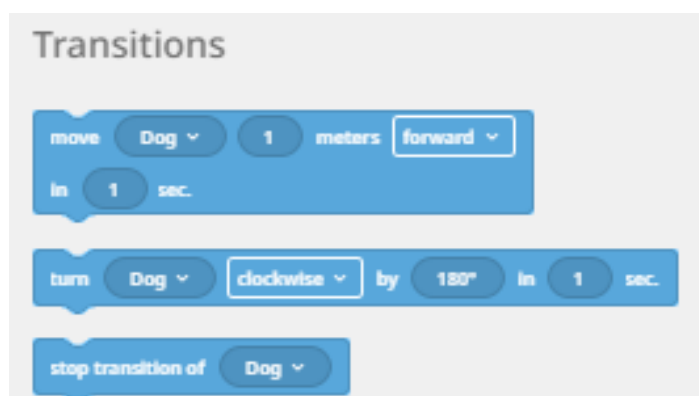 Transitions
move Dog 1 meters forward
in 1 sec.
turn Dog clockwise by 180° in 1 sec.
stop transition of Dog